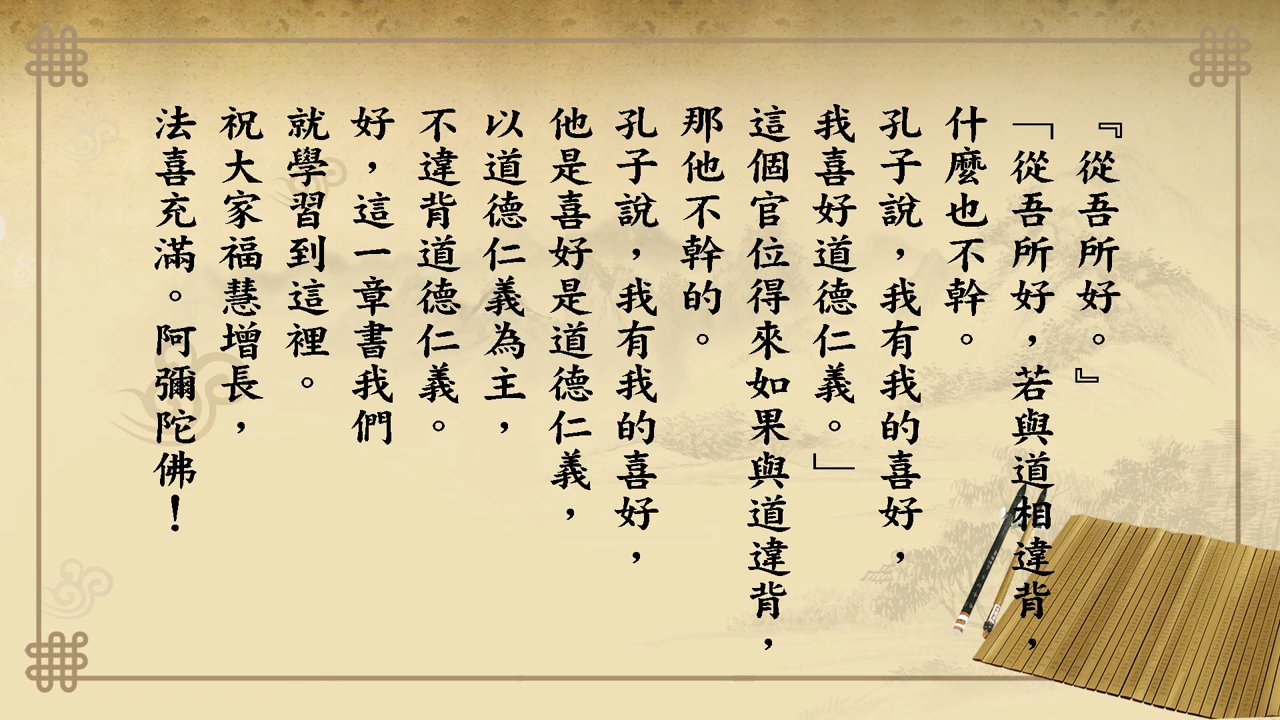 『從吾所好。』
「從吾所好，若與道相違背，
什麼也不幹。
孔子說，我有我的喜好，
我喜好道德仁義。」
這個官位得來如果與道違背，
那他不幹的。
孔子說，我有我的喜好，
他是喜好是道德仁義，
以道德仁義為主，
不違背道德仁義。
好，這一章書我們
就學習到這裡。
祝大家福慧增長，
法喜充滿。阿彌陀佛！